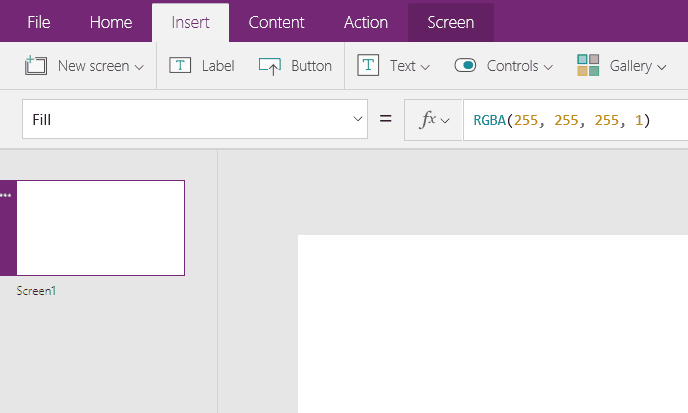 File Home Insert Content Action Screen
New screen Label Button Text Controls Gallery
Fill = fx RGBA(255, 255, 255, 1)
Screen1